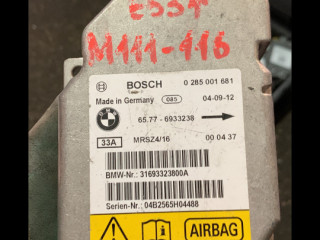 E53T
M111-116
BOSCH 0 285 001 681
Made in Germany 085 04-09-12
65.77 - 6933238
33A MRSZ4/16 00 04 37
BMW-Nr.: 31693323800A
Serien-Nr.: 04B2565H04488
AIRBAG